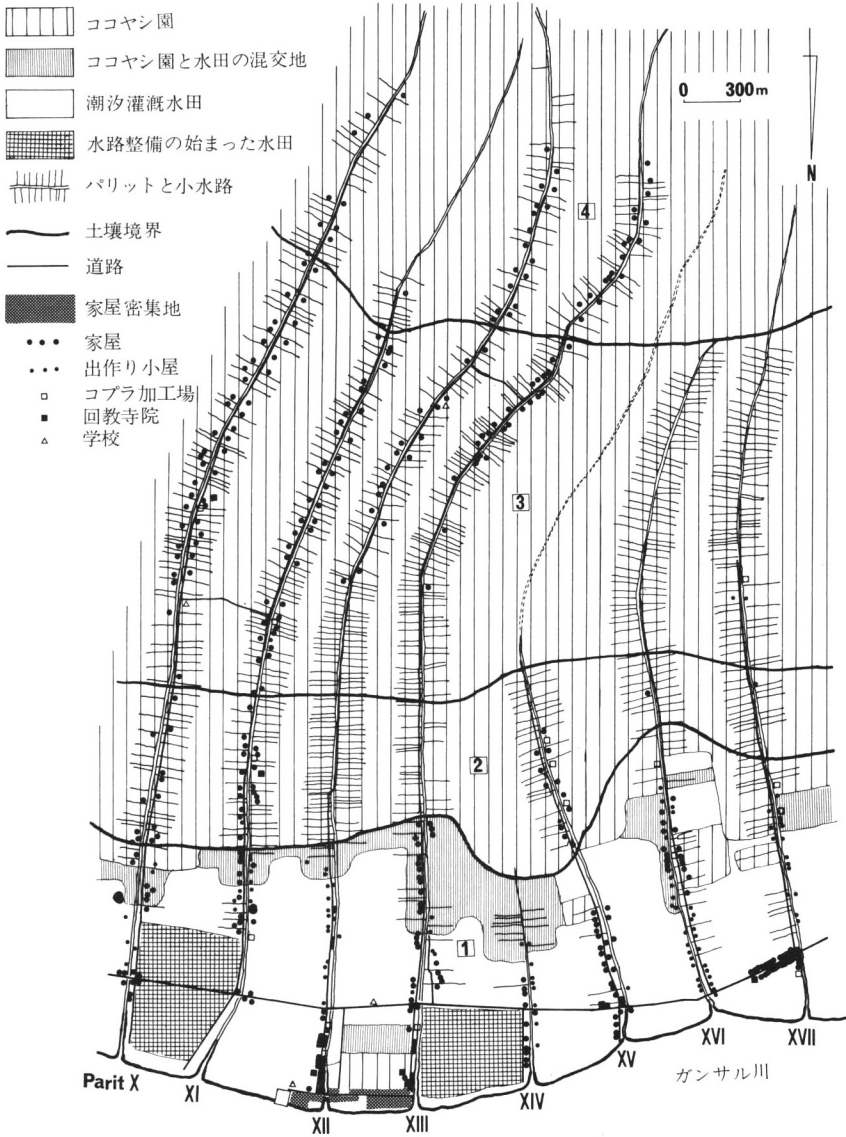 ココヤシ園
ココヤシ園と水田の混交地
潮汐灌漑水田
水路整備の始まった水田
パリットと小水路
土壌境界
道路
家屋密集地
家屋
出作り小屋
コプラ加工場
回教寺院
学校
0 300m
N
4
3
2
1
Parit X
XI
XII
XIII
XIV
XV
XVI
XVII
ガンサル川